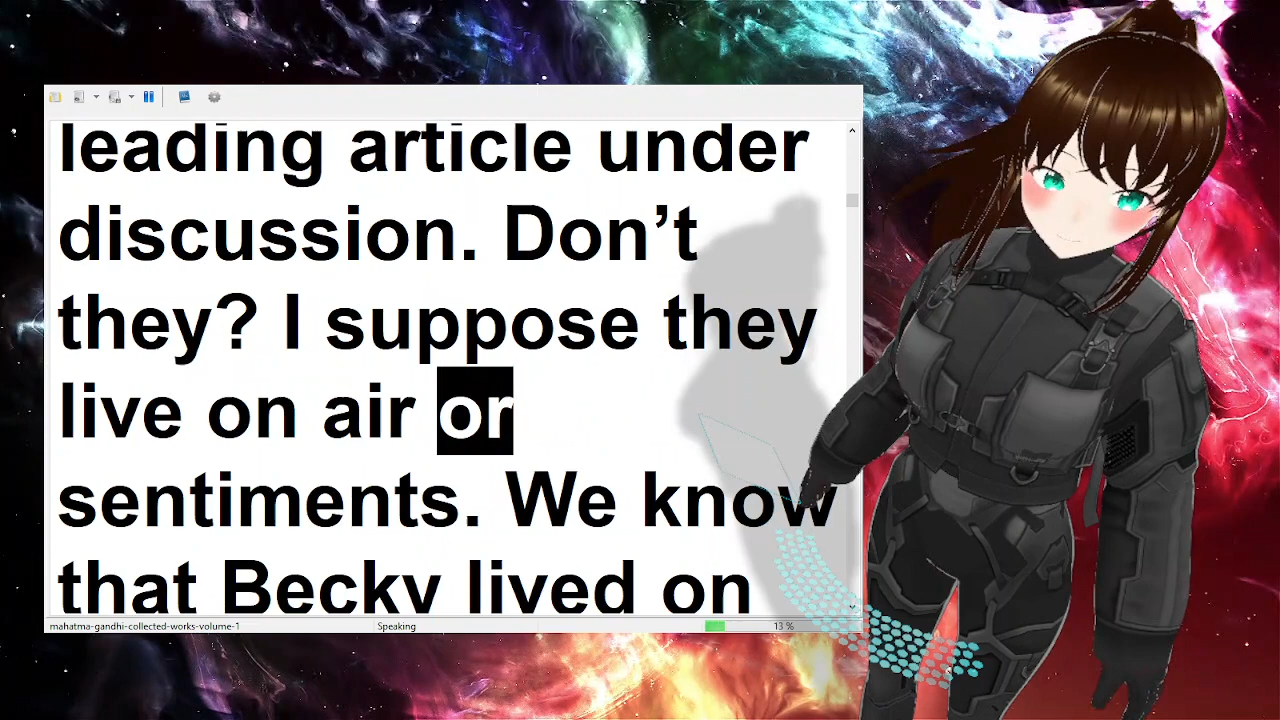 leading article under
discussion. Don’t
they? I suppose they
live on air or
sentiments. We know
that Becky lived on
mahatma-gandhi-collected-works-volume-1
Speaking
13 %